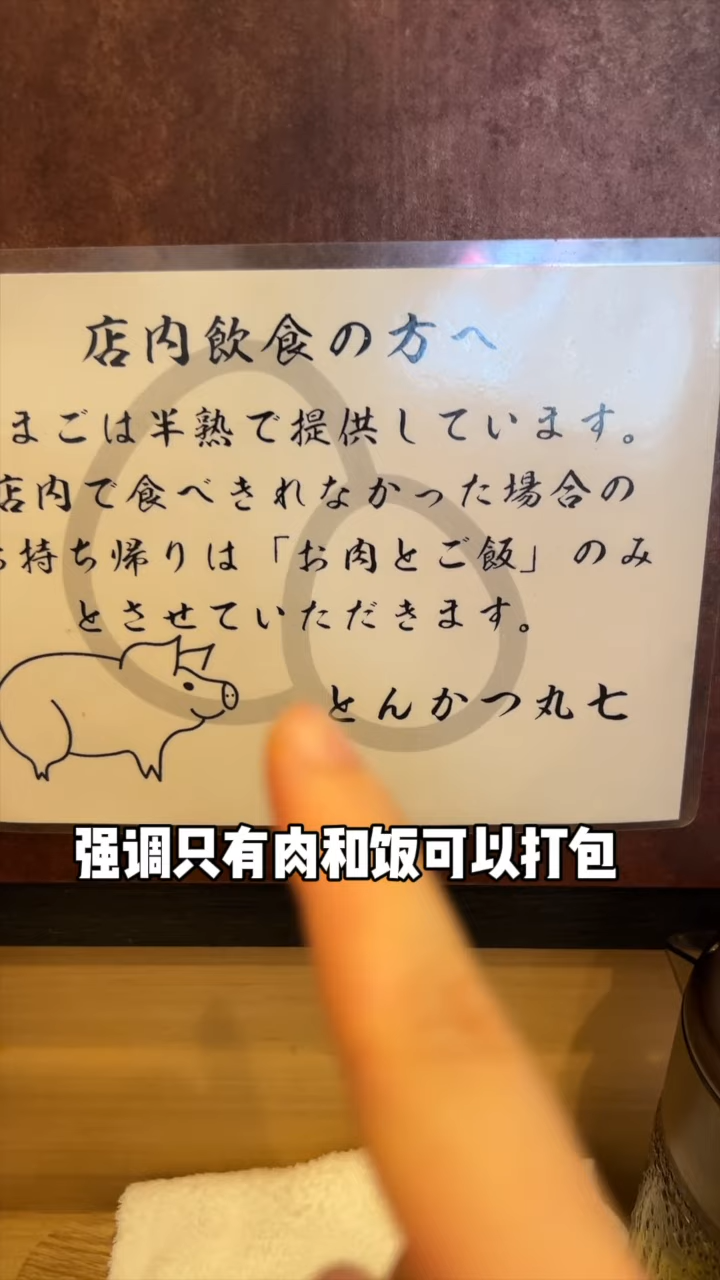 店内飲食の方へ
まごは半熟で提供しています。
店内で食べきれなかった場合の
持ち帰りは「お肉とご飯」のみ
とさせていただきます。
とんかつ丸七
强调只有肉和饭可以打包